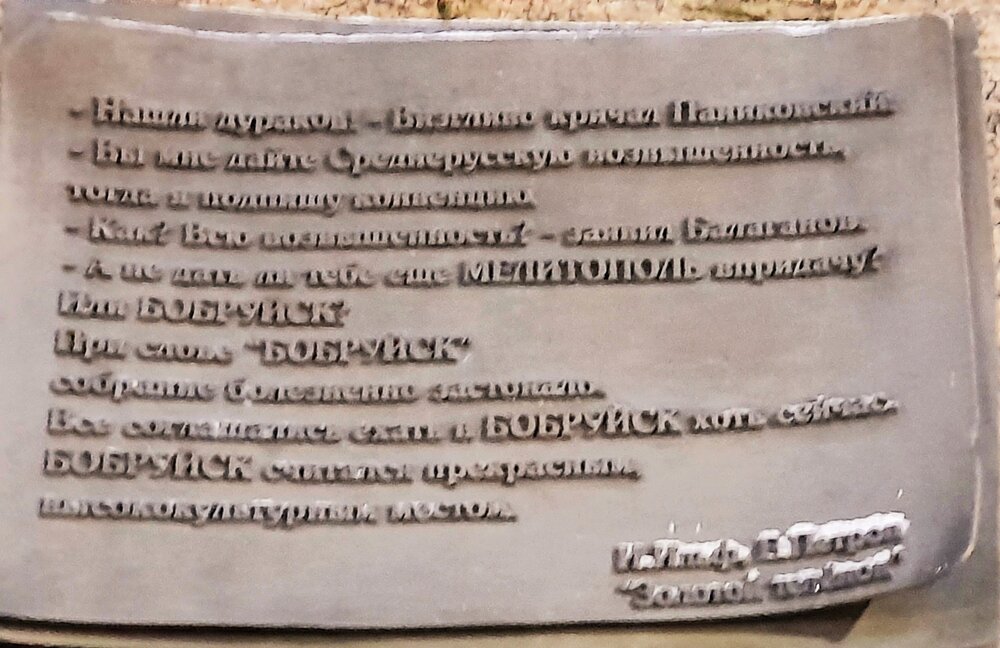 - Нашли дураков! - Визгливо кричал Паниковский.
- Вы мне дайте Среднерусскую возвышенность,
тогда я подпишу конвенцию.
- Как? Всю возвышенность? - заявил Балаганов.
- А не дать ли тебе еще МЕЛИТОПОЛЬ впридачу?
Или БОБРУЙСК?
При слове "БОБРУЙСК"
собрание болезненно застонало.
Все соглашались ехать в БОБРУЙСК хоть сейчас.
БОБРУЙСК считался прекрасным,
высококультурным местом.
И.Ильф, Е.Петров
"Золотой теленок"